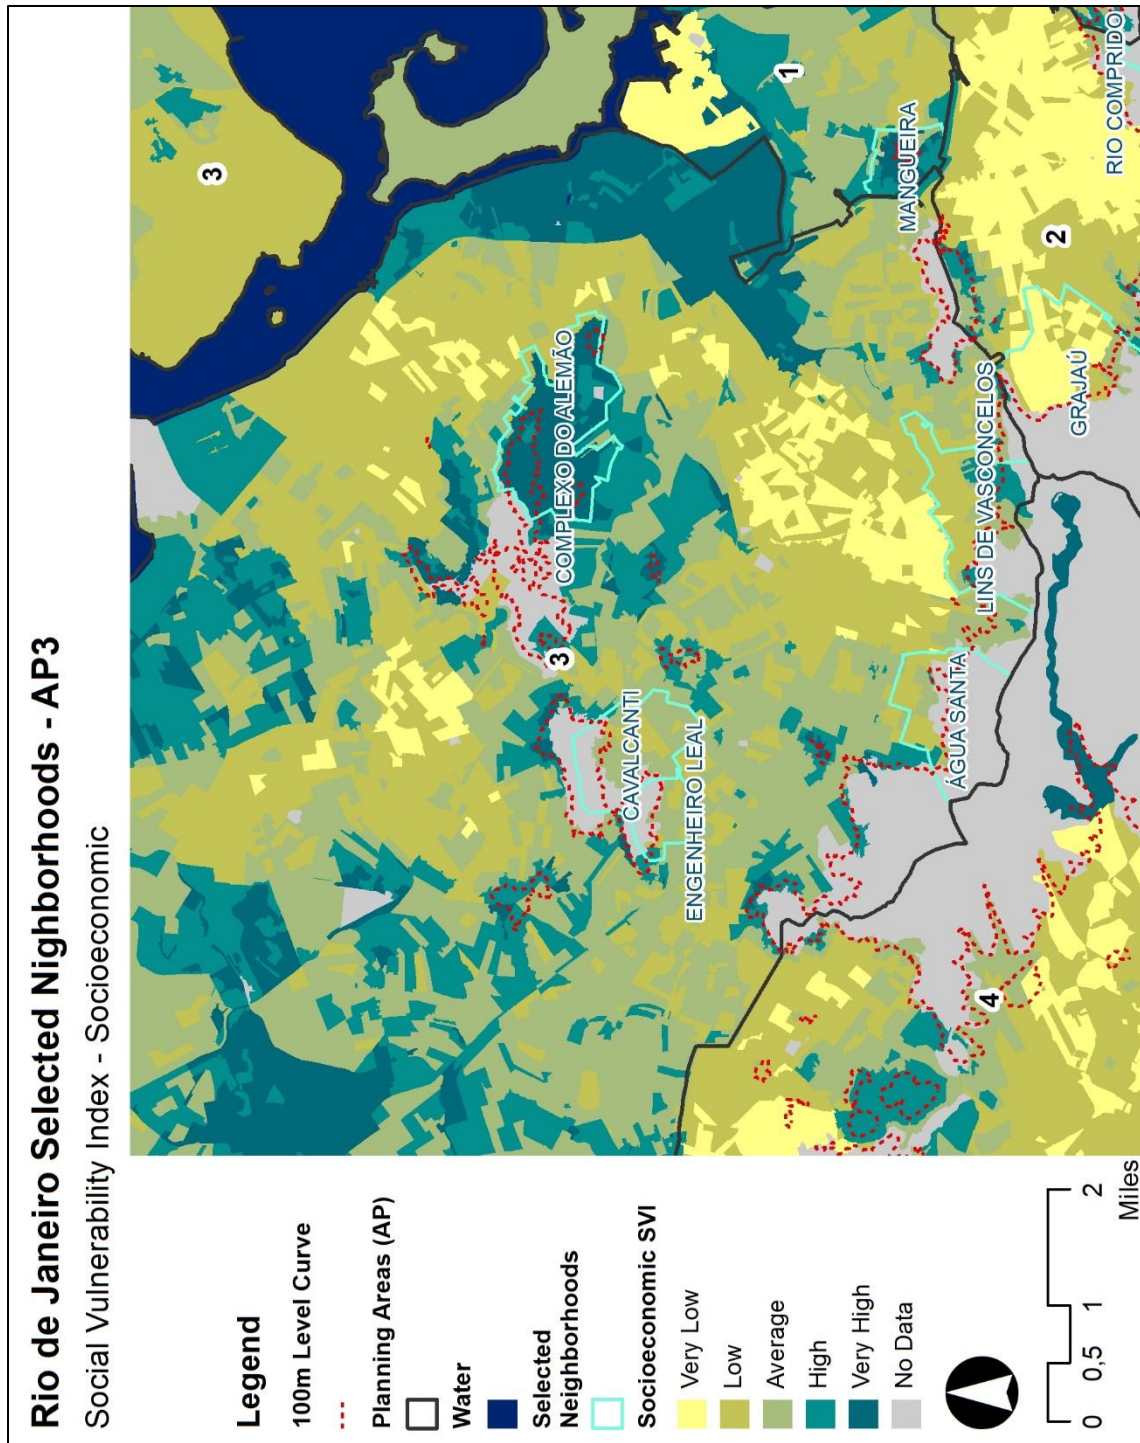 Rio de Janeiro Selected Nighborhoods - AP3
Social Vulnerability Index - Socioeconomic
Legend
100m Level Curve
Planning Areas (AP)
Water
Selected
Neighborhoods
Socioeconomic SVI
Very Low
Low
Average
High
Very High
No Data
0 0,5 1 2
Miles
3
1
MANGUEIRA
RIO COMPRIDO
2
COMPLEXO DO ALEMÃO
GRAJAÚ
LINS DE VASCONCELOS
3
CAVALCANTI
ENGENHEIRO LEAL
ÁGUA SANTA
4